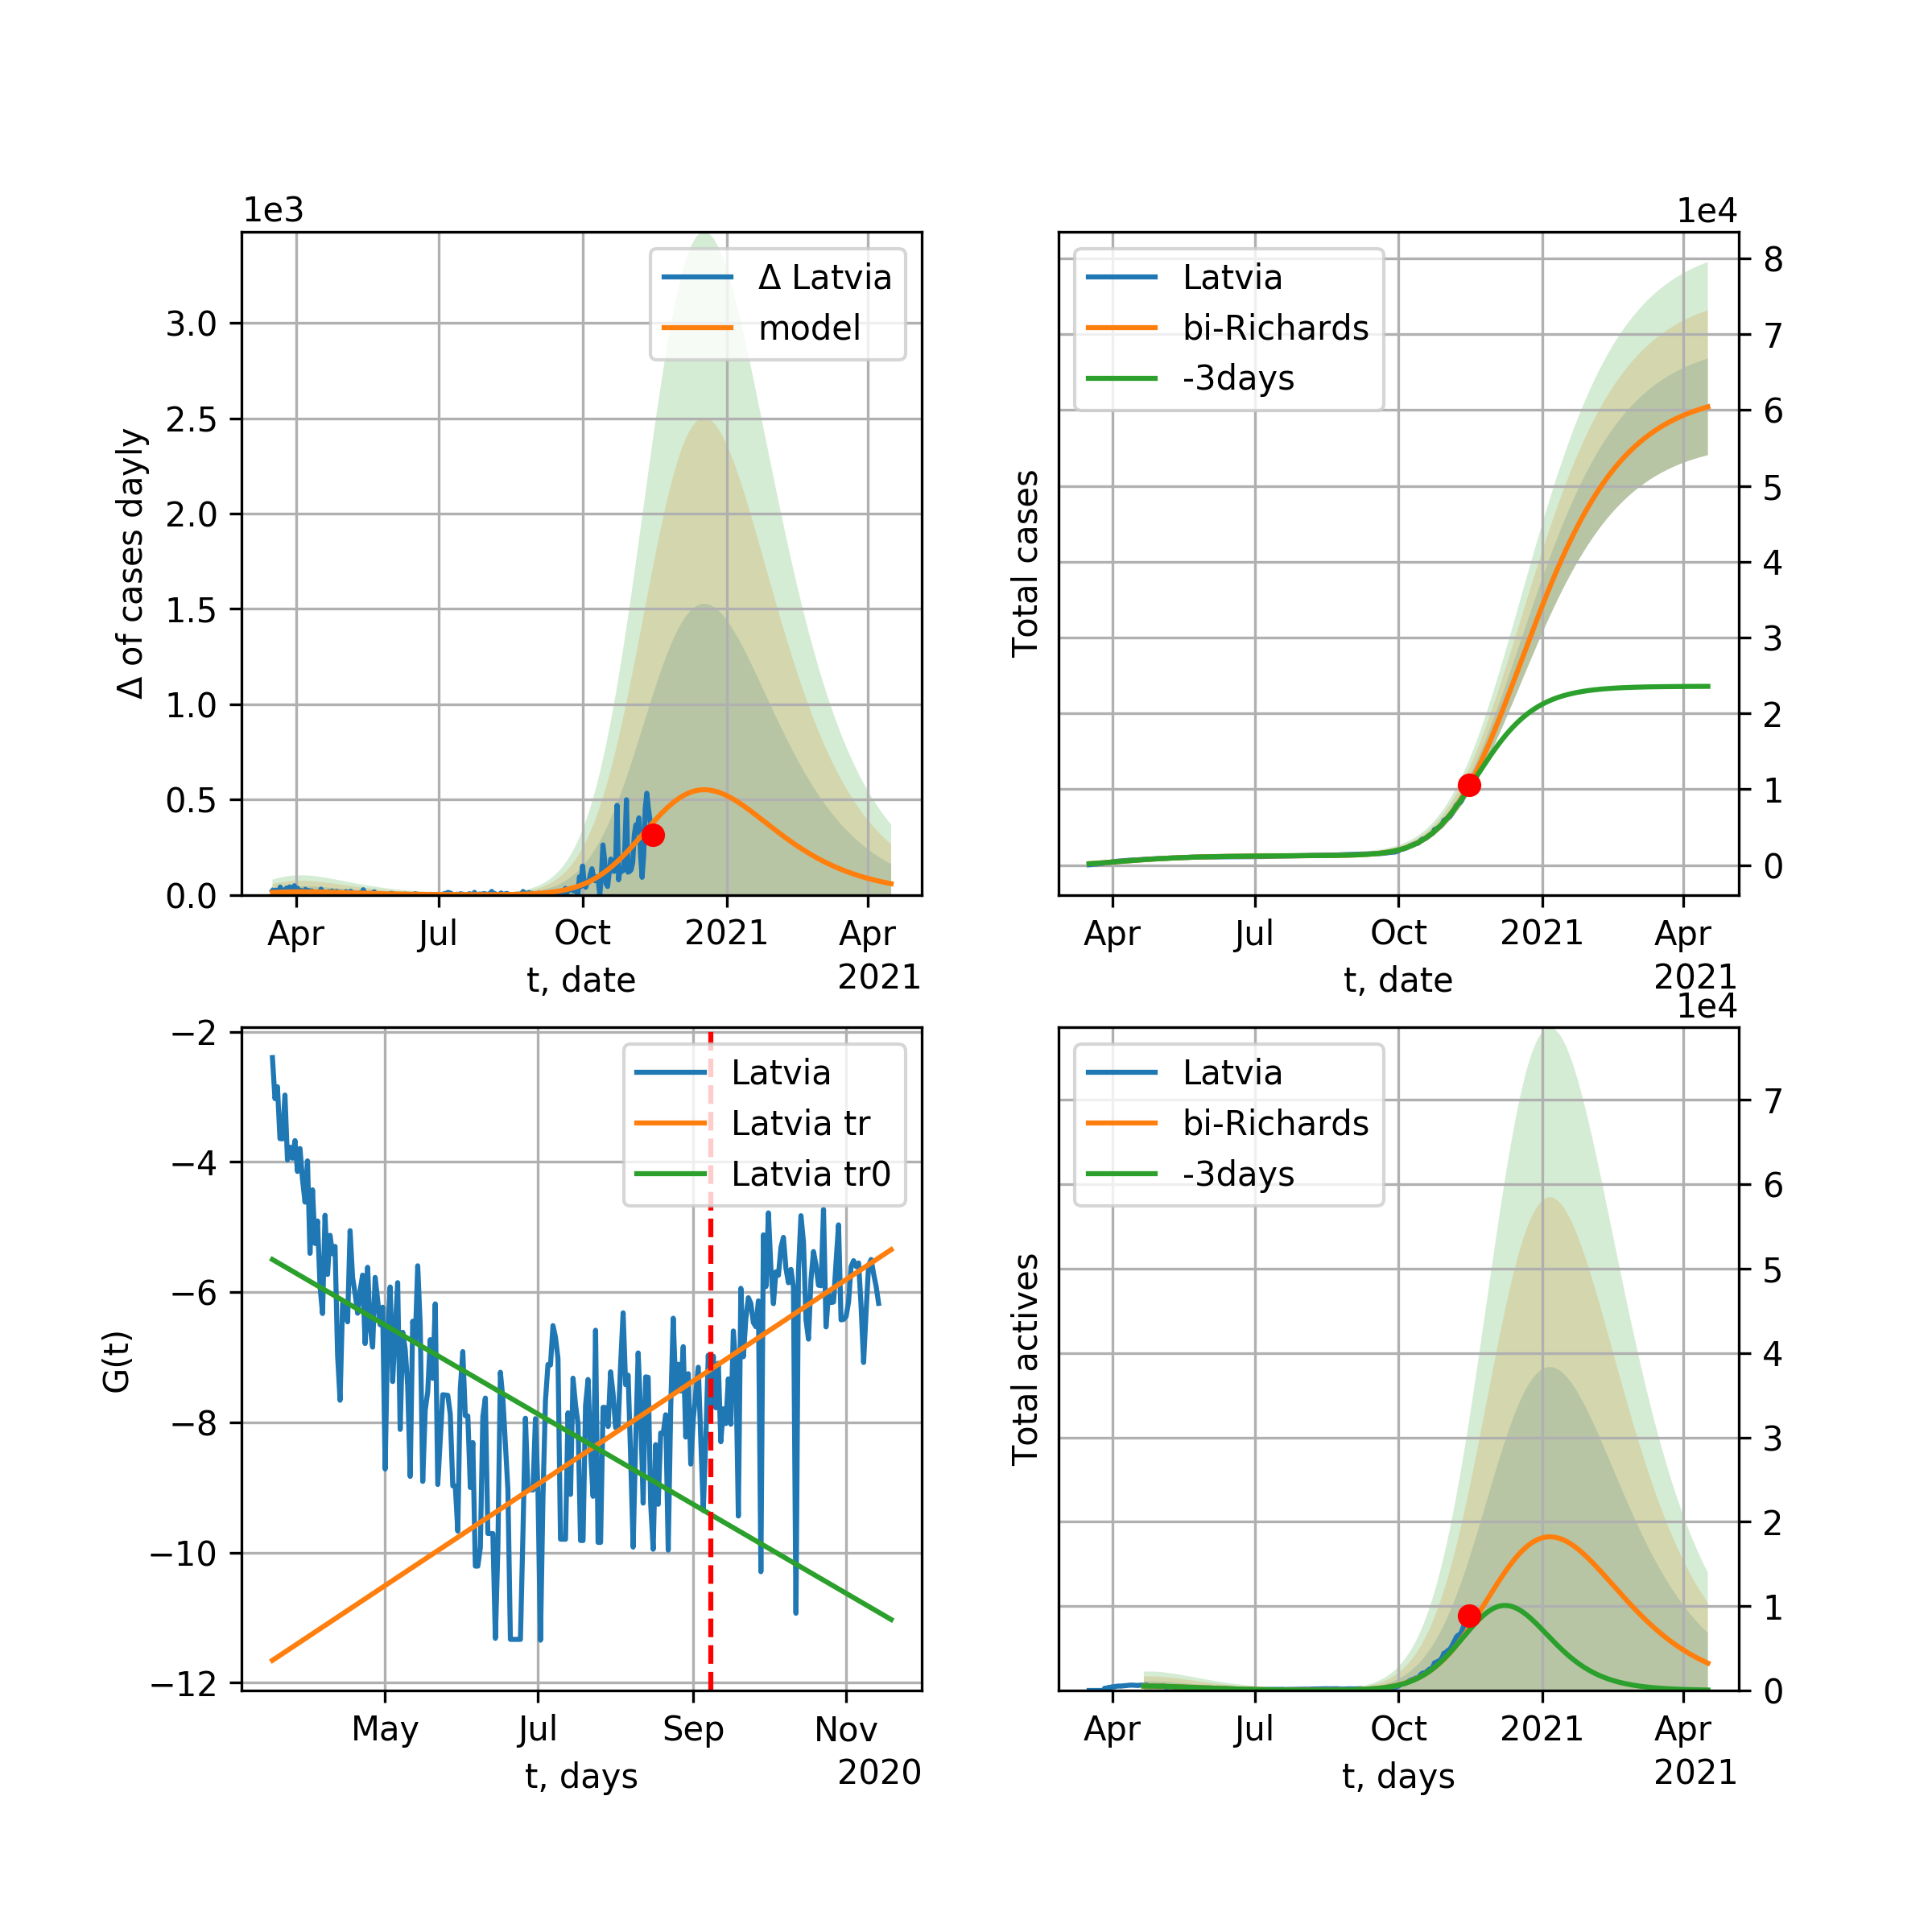 1e3
Δ of cases dayly
3.0
2.5
2.0
1.5
1.0
0.5
0.0
Δ Latvia
model
Apr
Jul
Oct
2021
Apr
t, date
2021
1e4
Total cases
Latvia
bi-Richards
-3days
8
7
6
5
4
3
2
1
0
Apr
Jul
Oct
2021
Apr
t, date
2021
G(t)
−2
−4
−6
−8
−10
−12
Latvia
Latvia tr
Latvia tr0
May
Jul
Sep
Nov
t, days
2020
1e4
Total actives
Latvia
bi-Richards
-3days
7
6
5
4
3
2
1
0
Apr
Jul
Oct
2021
Apr
t, days
2021